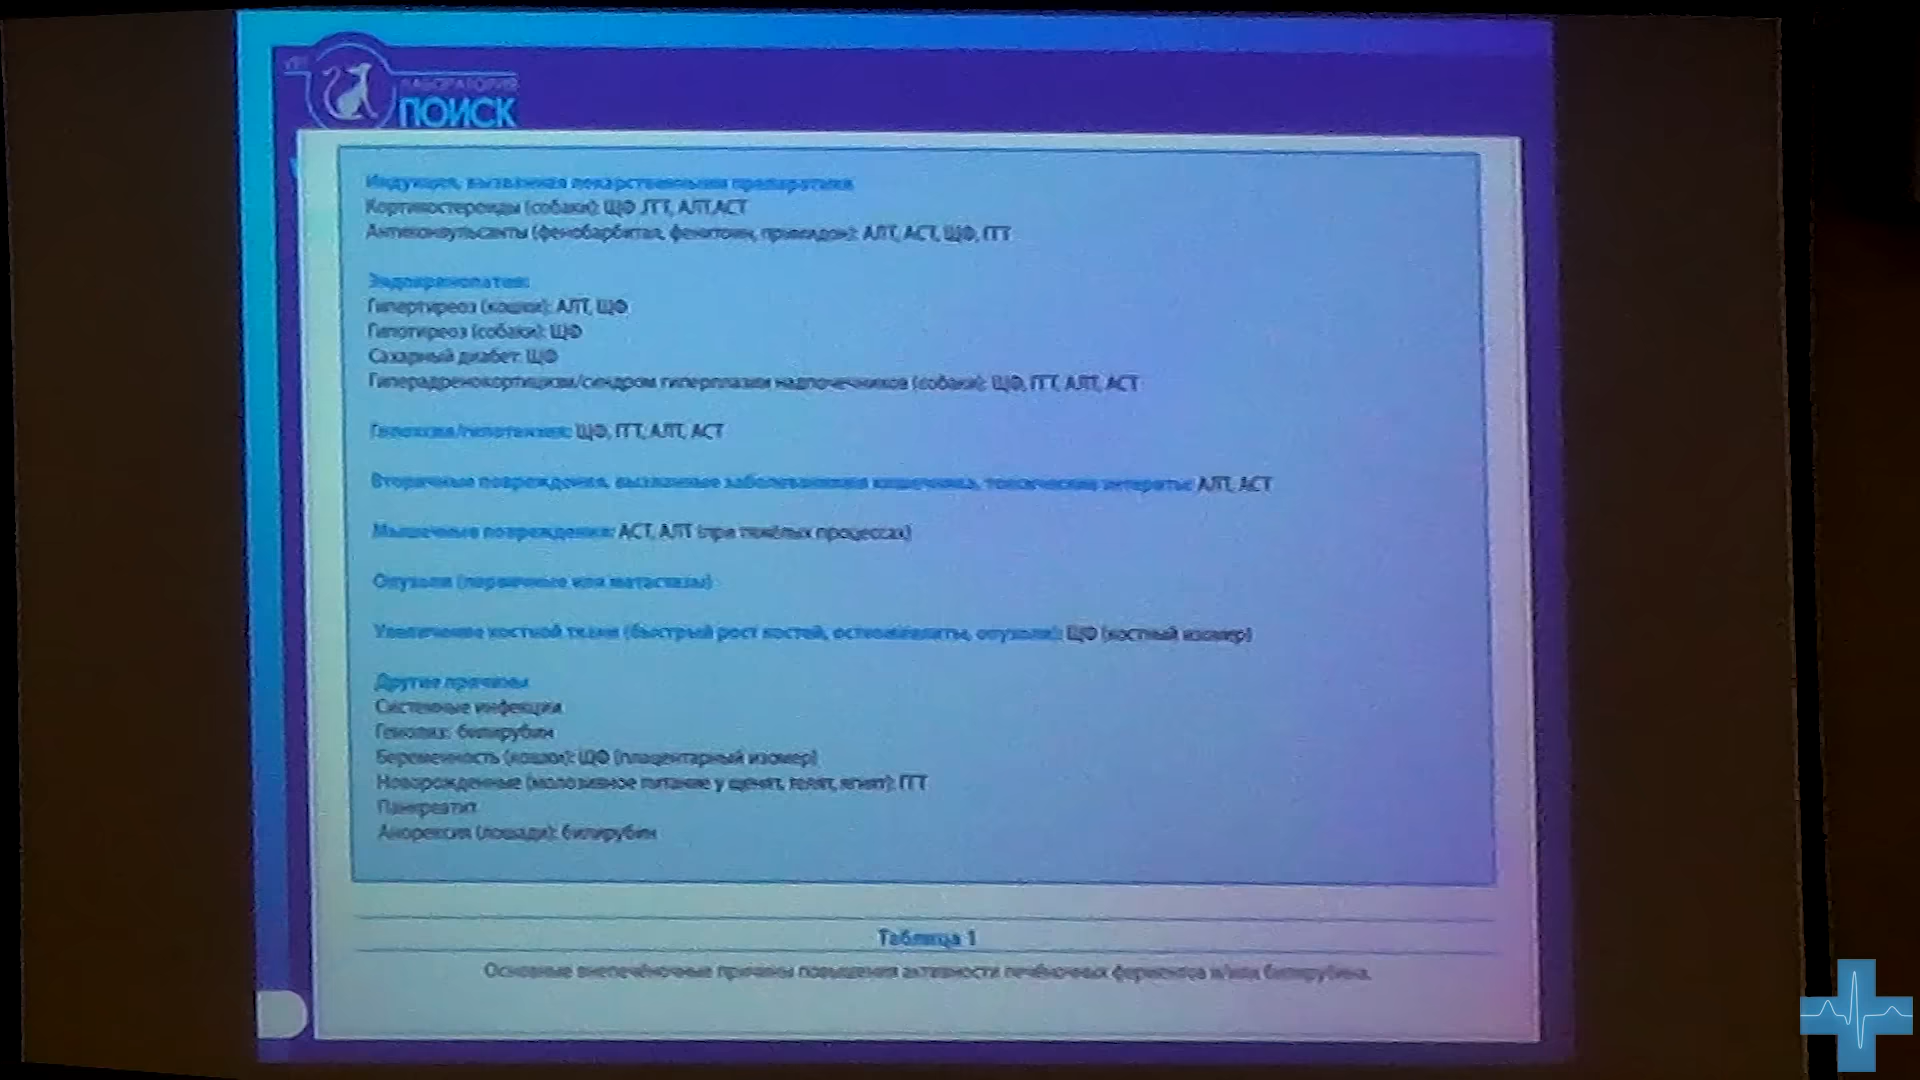 ЛАБОРАТОРИЯ
ПОИСК
Индукция, вызванная лекарственными препаратами
Кортикостероиды (собаки): ЩФ, ГГТ, АЛТ, АСТ
Антиконвульсанты (фенобарбитал, фенитоин, примидон): АЛТ, АСТ, ЩФ, ГГТ
Эндокринопатии:
Гипертиреоз (кошки): АЛТ, ЩФ
Гипотиреоз (собаки): ЩФ
Сахарный диабет: ЩФ
Гиперадренокортицизм/синдром гиперплазии надпочечников (собаки): ЩФ, ГГТ, АЛТ, АСТ
Гипоксия/гипотензия: ЩФ, ГГТ, АЛТ, АСТ
Вторичные повреждения, вызванные заболеваниями кишечника, токсические гепатиты: АЛТ, АСТ
Мышечные повреждения: АСТ, АЛТ (при тяжёлых процессах)
Опухоли (первичные или метастазы)
Увеличение костной ткани (быстрый рост костей, остеомиелиты, опухоли): ЩФ (костный изомер)
Другие причины
Системные инфекции
Гемолиз: билирубин
Беременность (кошки): ЩФ (плацентарный изомер)
Новорожденные (молозивное питание у щенят, телят, ягнят): ГГТ
Панкреатит
Анорексия (лошади): билирубин
Таблица 1
Основные внепечёночные причины повышения активности печёночных ферментов и/или билирубина.